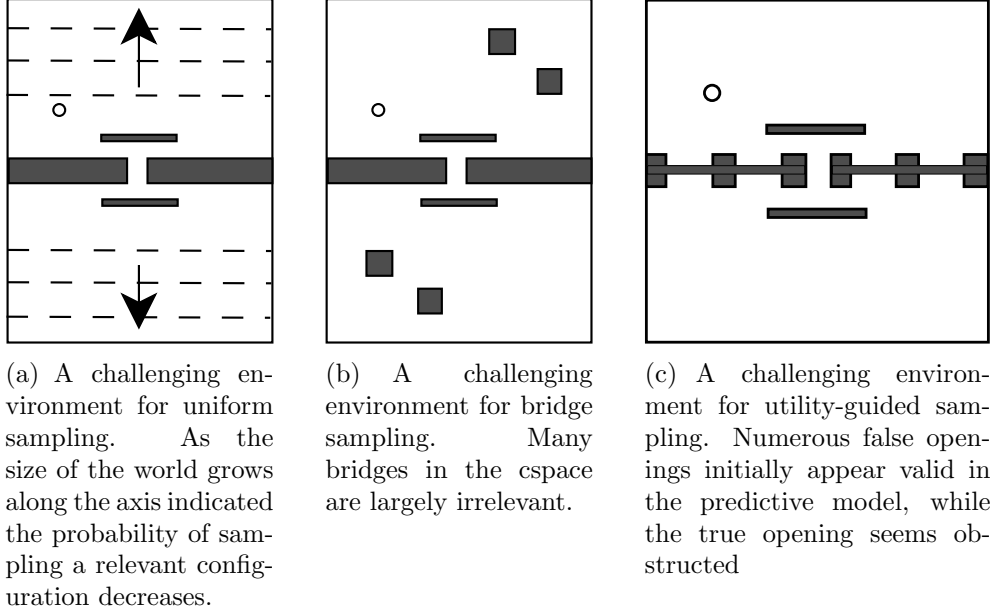 (a) A challenging en-
vironment for uniform
sampling. As the
size of the world grows
along the axis indicated
the probability of sam-
pling a relevant config-
uration decreases.
(b) A challenging
environment for bridge
sampling. Many
bridges in the cspace
are largely irrelevant.
(c) A challenging environ-
ment for utility-guided sam-
pling. Numerous false open-
ings initially appear valid in
the predictive model, while
the true opening seems ob-
structed